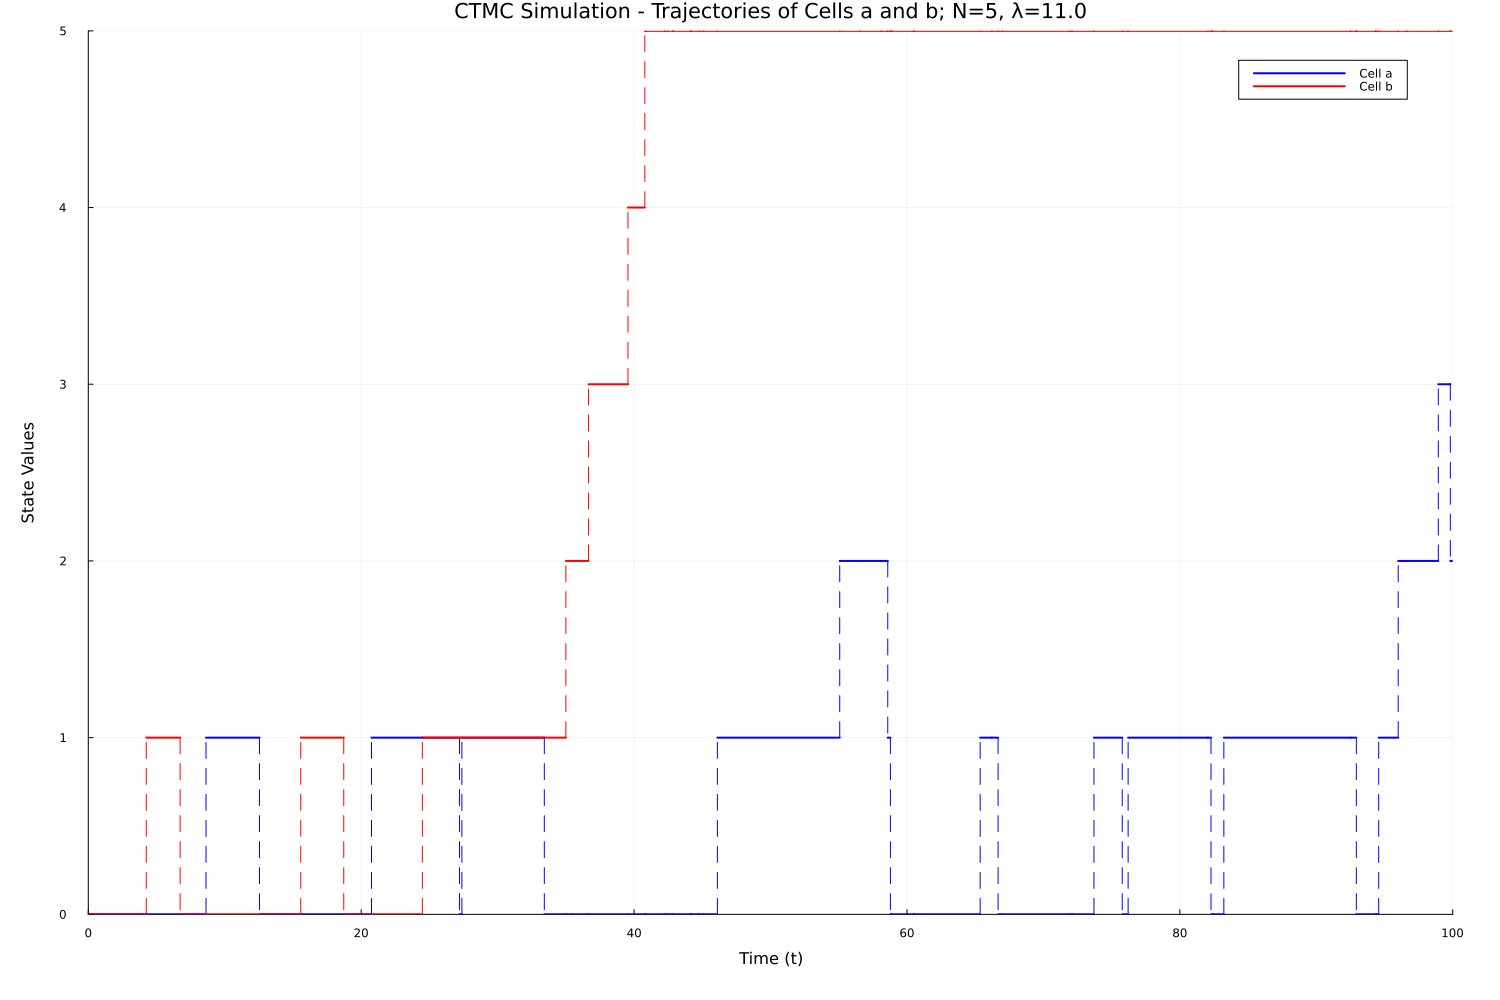 CTMC Simulation - Trajectories of Cells a and b; N=5, λ=11.0
5
Cell a
Cell b
4
3
State Values
2
1
0
0 20 40 60 80 100
Time (t)